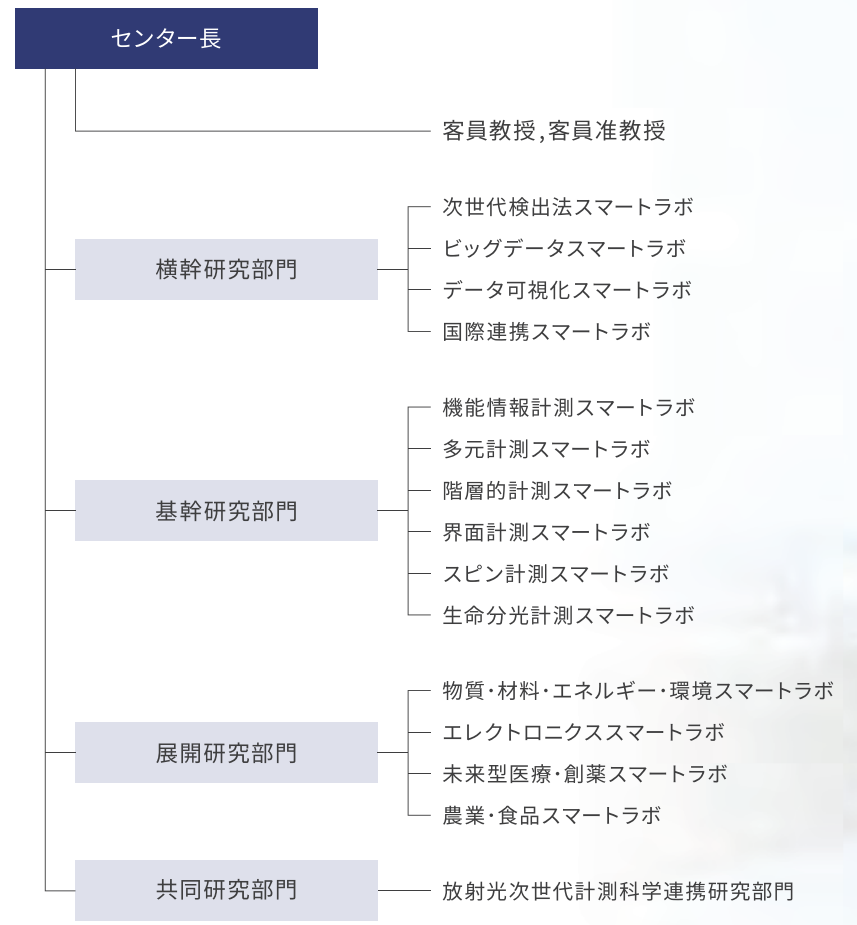 センター長
客員教授,客員准教授
横幹研究部門
次世代検出法スマートラボ
ビッグデータスマートラボ
データ可視化スマートラボ
国際連携スマートラボ
基幹研究部門
機能情報計測スマートラボ
多元計測スマートラボ
階層的計測スマートラボ
界面計測スマートラボ
スピン計測スマートラボ
生命分光計測スマートラボ
展開研究部門
物質・材料・エネルギー・環境スマートラボ
エレクトロニクススマートラボ
未来型医療・創薬スマートラボ
農業・食品スマートラボ
共同研究部門
放射光次世代計測科学連携研究部門